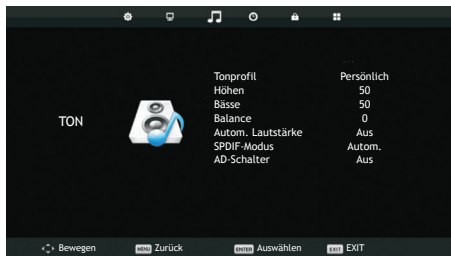 Tonprofil Persönlich
Höhen 50
Bässe 50
TON
Balance 0
Autom. Lautstärke Aus
SPDIF-Modus Autom.
AD-Schalter Aus
Bewegen MENU Zurück ENTER Auswählen EXIT EXIT